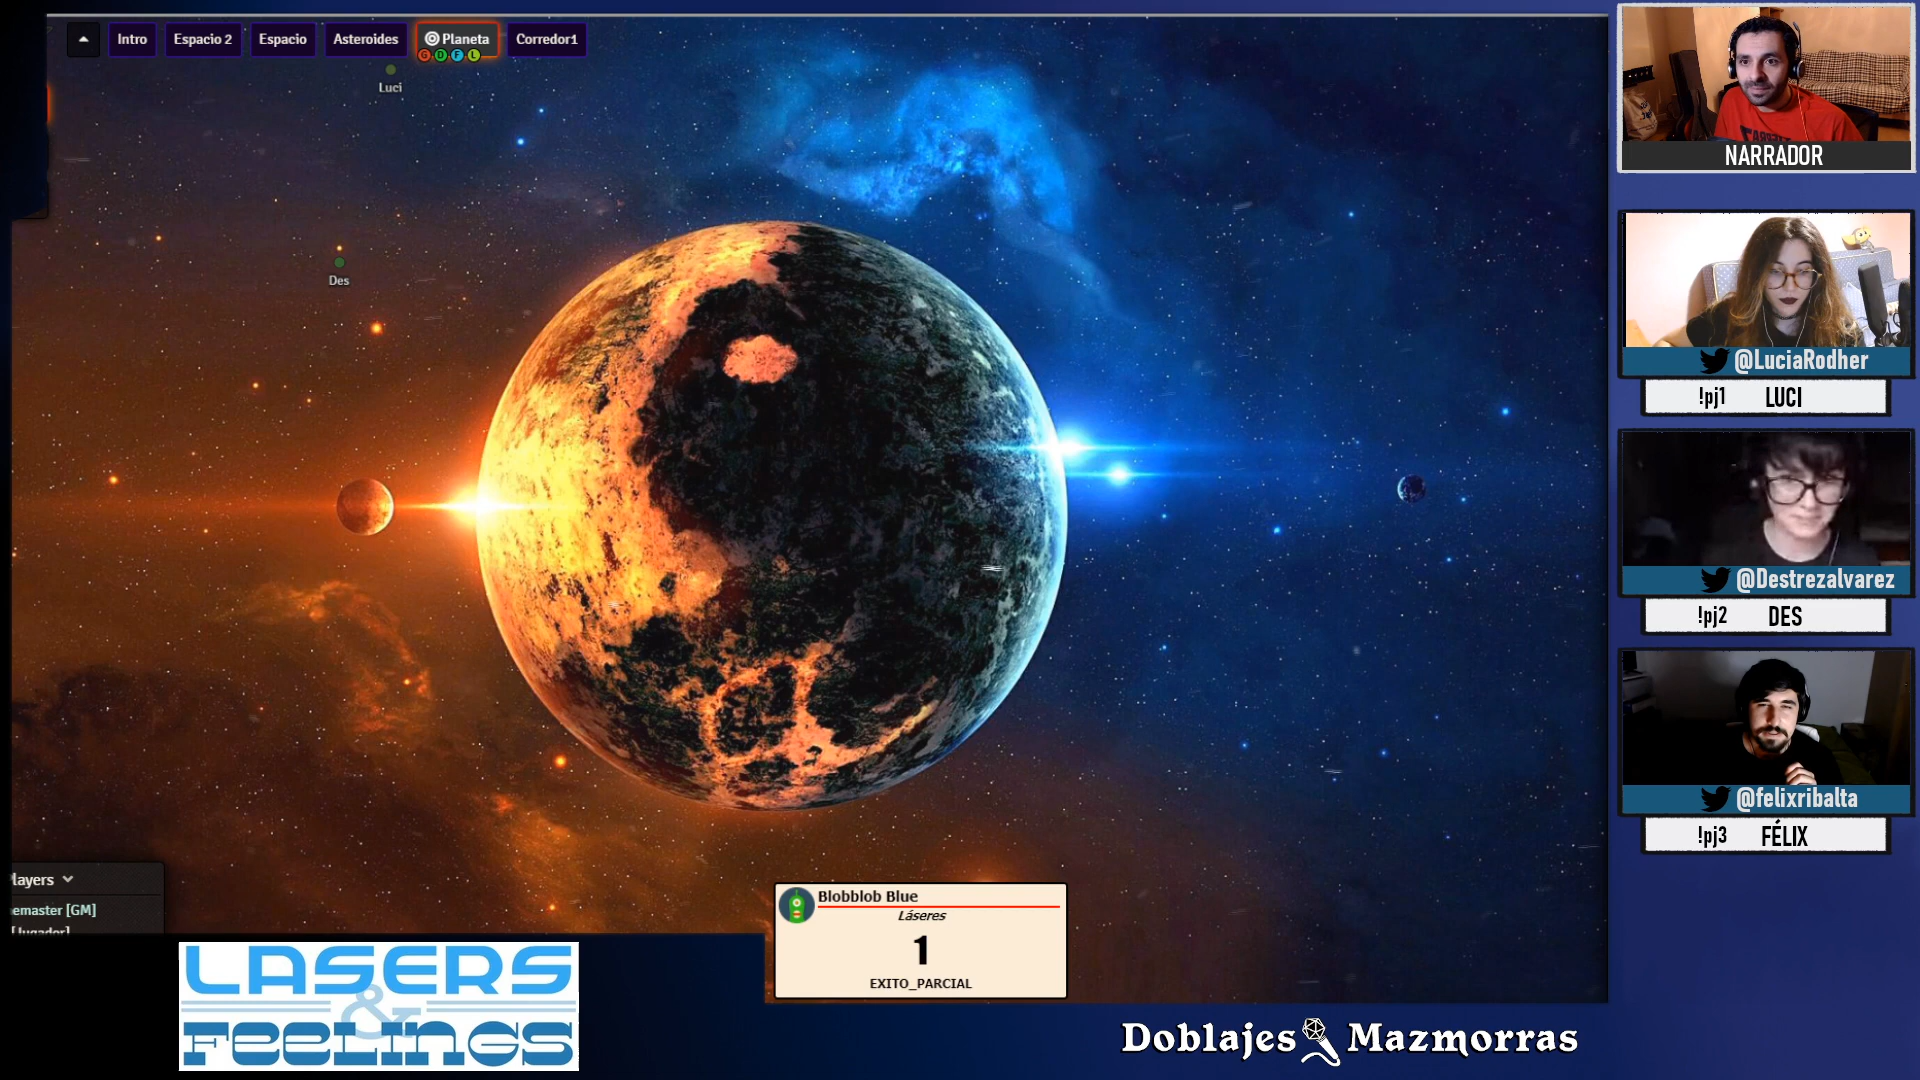 Intro
Espacio 2
Espacio
Asteroides
Planeta
Corredor1
G D F L
Luci
Des
layers
emaster [GM]
[Jugador]
Blobblob Blue
Láseres
1
EXITO_PARCIAL
LASERS
&
FEELINGS
Doblajes Mazmorras
NARRADOR
@LuciaRodher
!pj1 LUCI
@Destrezalvarez
!pj2 DES
@felixribalta
!pj3 FÉLIX